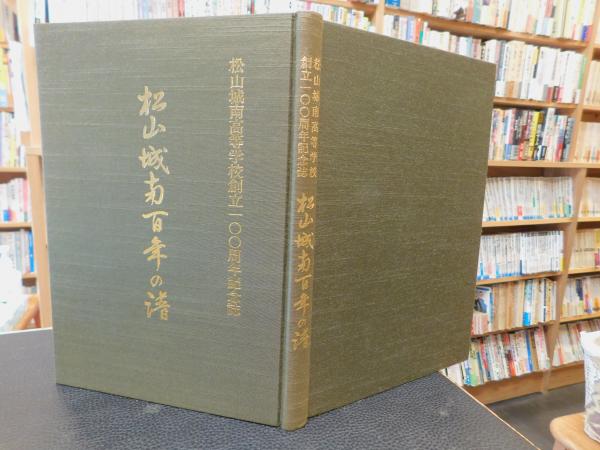 松山城南高等学校創立一〇〇周年記念誌
松山城南百年の譜
松山城南高等学校
創立一〇〇周年記念誌
松山城南百年の譜